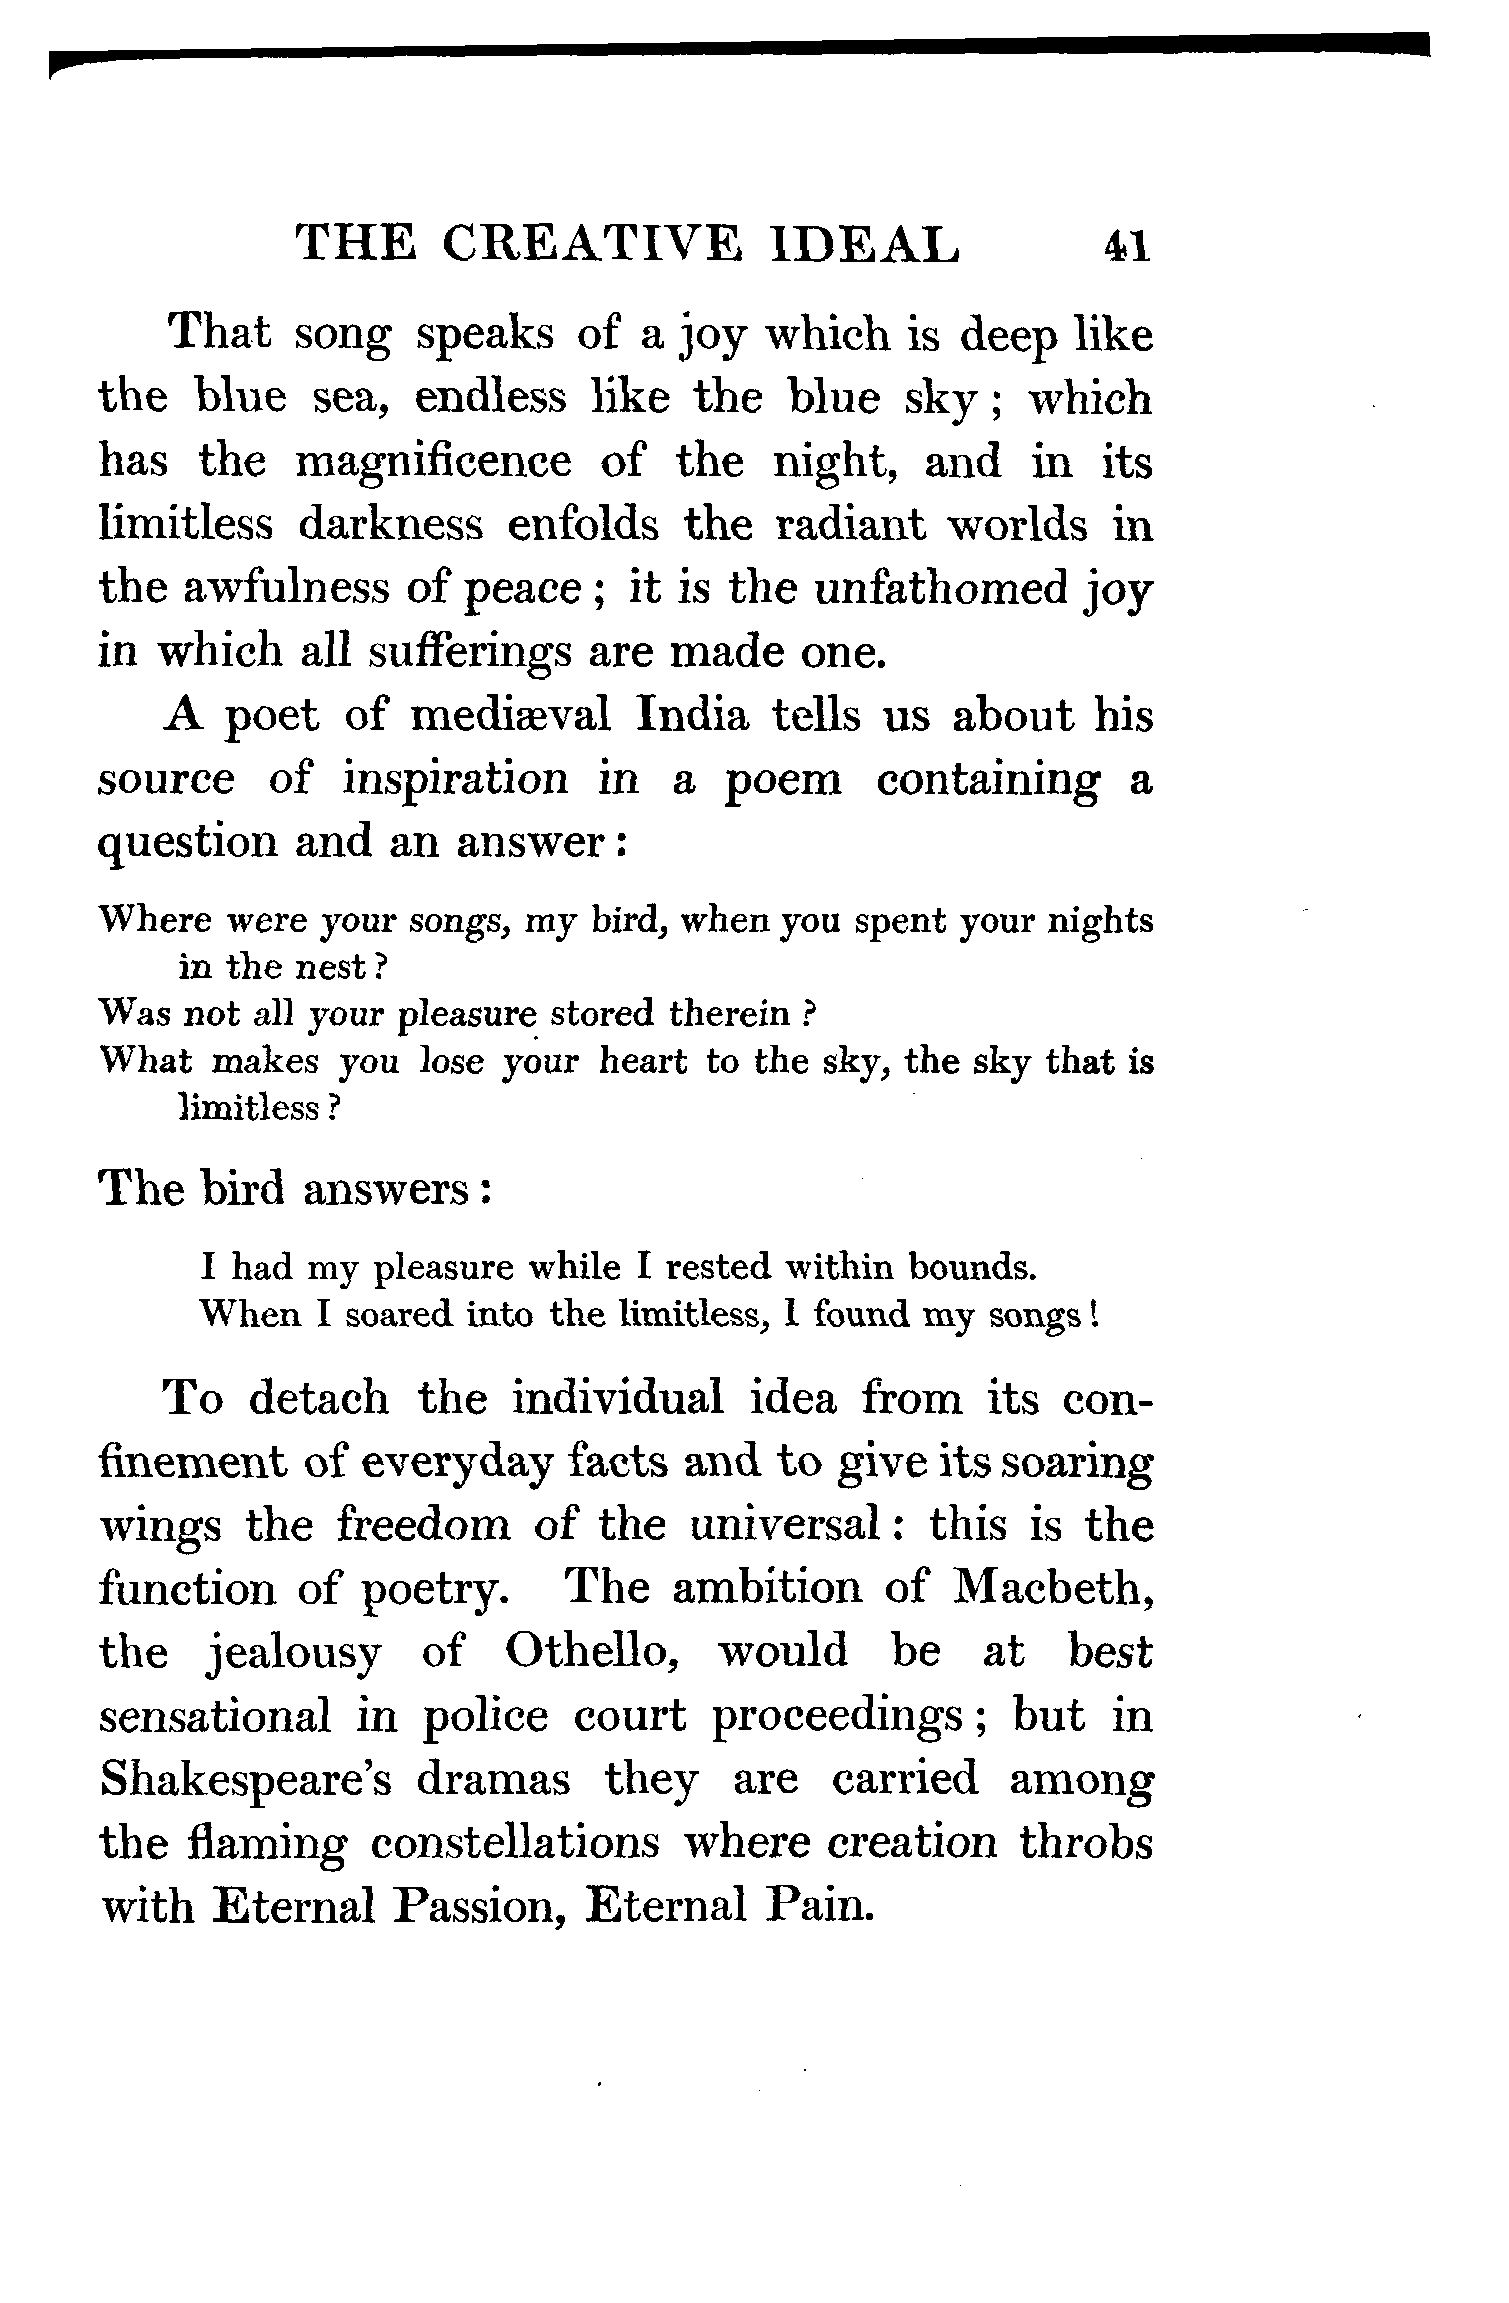 THE CREATIVE IDEAL 41
That song speaks of a joy which is deep like
the blue sea, endless like the blue sky ; which
has the magnificence of the night, and in its
limitless darkness enfolds the radiant worlds in
the awfulness of peace ; it is the unfathomed joy
in which all sufferings are made one.
A poet of mediæval India tells us about his
source of inspiration in a poem containing a
question and an answer :
Where were your songs, my bird, when you spent your nights
in the nest ?
Was not all your pleasure stored therein ?
What makes you lose your heart to the sky, the sky that is
limitless ?
The bird answers :
I had my pleasure while I rested within bounds.
When I soared into the limitless, I found my songs !
To detach the individual idea from its con-
finement of everyday facts and to give its soaring
wings the freedom of the universal : this is the
function of poetry. The ambition of Macbeth,
the jealousy of Othello, would be at best
sensational in police court proceedings ; but in
Shakespeare's dramas they are carried among
the flaming constellations where creation throbs
with Eternal Passion, Eternal Pain.